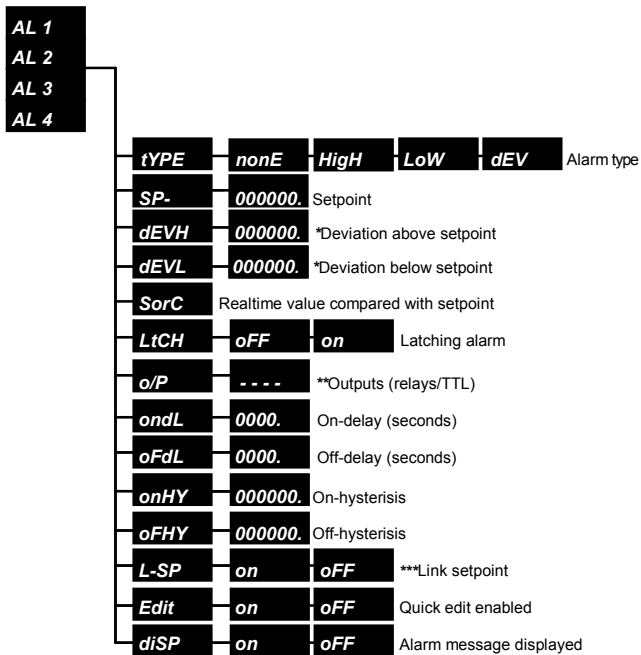 AL 1
AL 2
AL 3
AL 4
tYPE nonE HigH LoW dEV Alarm type
SP- 000000. Setpoint
dEVH 000000. *Deviation above setpoint
dEVL 000000. *Deviation below setpoint
SorC Realtime value compared with setpoint
LtCH oFF on Latching alarm
o/P - - - - **Outputs (relays/TTL)
ondL 0000. On-delay (seconds)
oFdL 0000. Off-delay (seconds)
onHY 000000. On-hysterisis
oFHY 000000. Off-hysterisis
L-SP on oFF ***Link setpoint
Edit on oFF Quick edit enabled
diSP on oFF Alarm message displayed